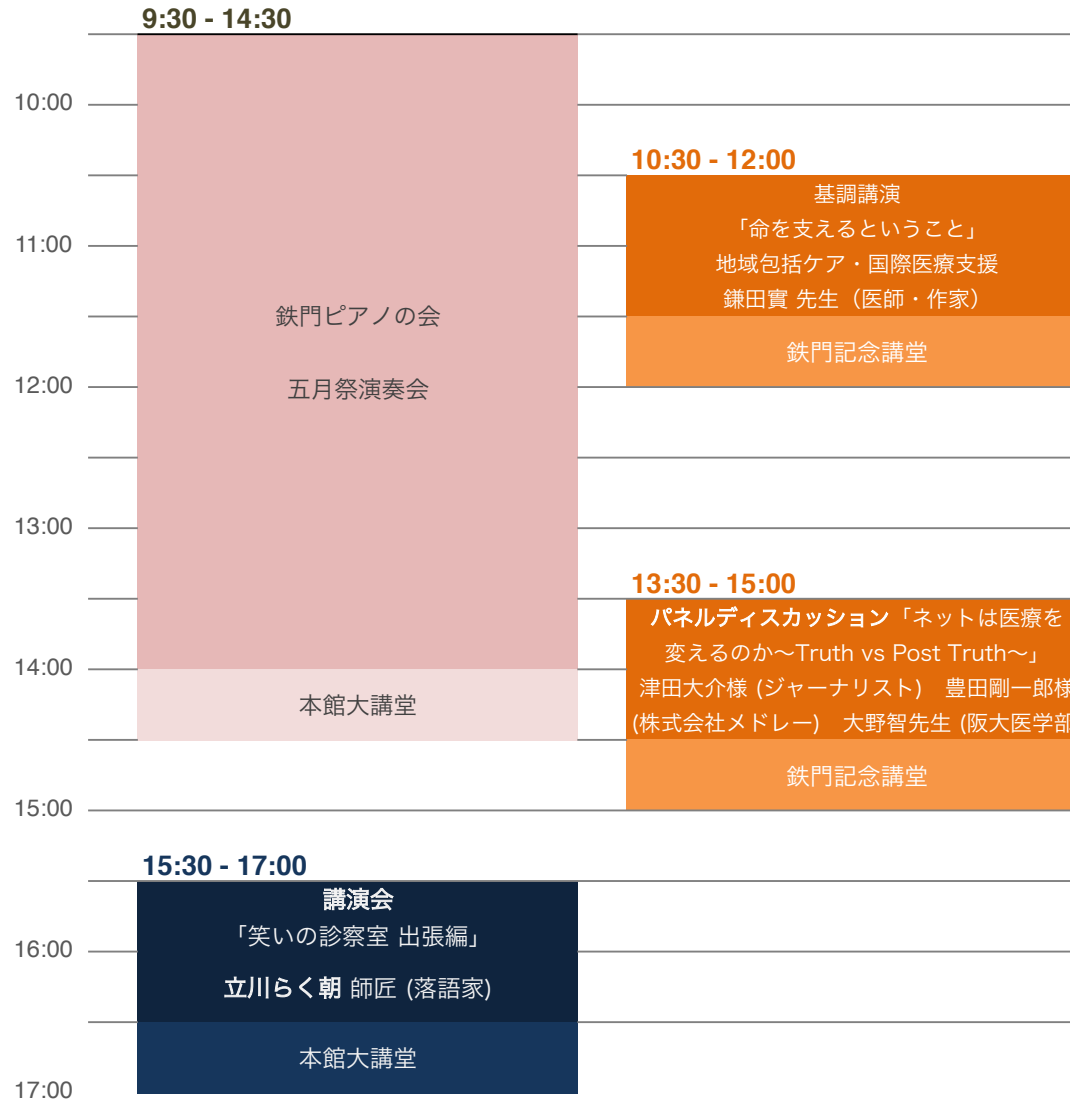 9:30 - 14:30
10:00
11:00
12:00
13:00
14:00
15:00
16:00
17:00
鉄門ピアノの会
五月祭演奏会
本館大講堂
10:30 - 12:00
基調講演
「命を支えるということ」
地域包括ケア・国際医療支援
鎌田實 先生（医師・作家）
鉄門記念講堂
13:30 - 15:00
パネルディスカッション「ネットは医療を
変えるのか〜Truth vs Post Truth〜」
津田大介様 (ジャーナリスト)　豊田剛一郎様
(株式会社メドレー)　大野智先生 (阪大医学部
鉄門記念講堂
15:30 - 17:00
講演会
「笑いの診察室 出張編」
立川らく朝 師匠 (落語家)
本館大講堂